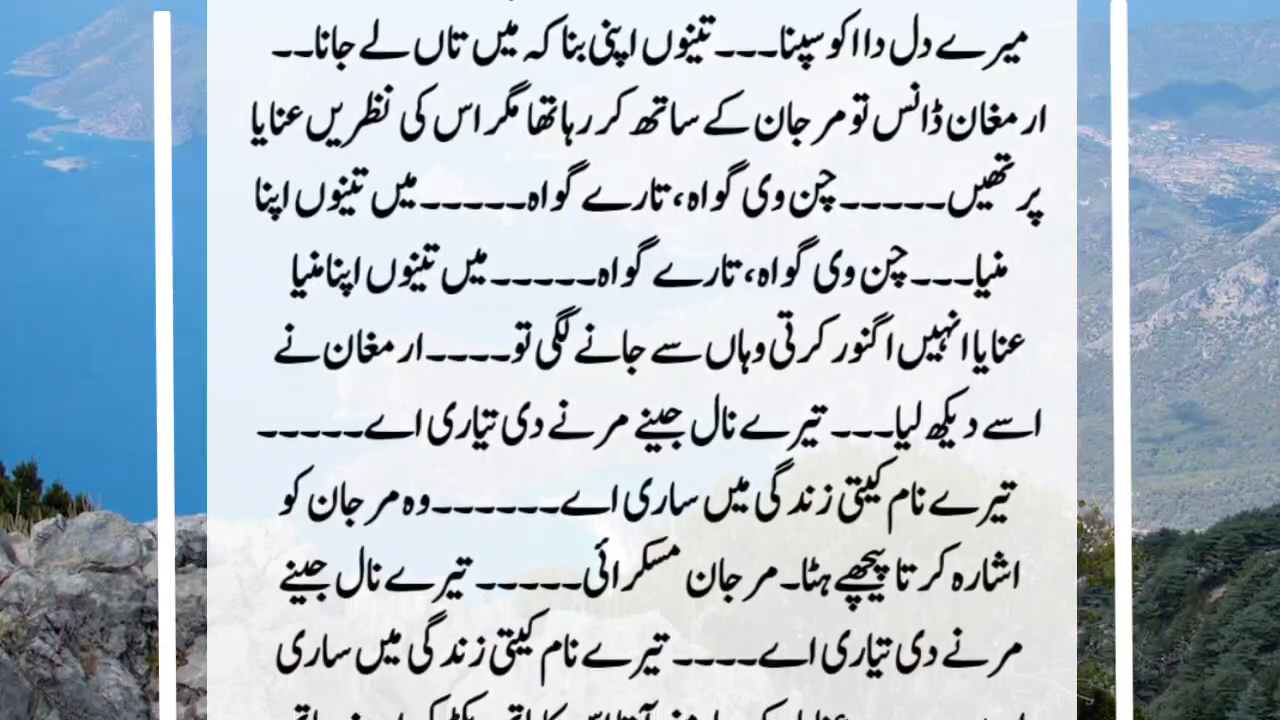 میرے دل دا اکو سپنا۔۔۔ تینوں اپنی بنا کہ میں تاں لے جانا۔۔
ارمغان ڈانس تو مرجان کے ساتھ کر رہا تھا مگر اس کی نظریں عنایا
پر تھیں۔۔۔۔۔ چن وی گواہ، تارے گواہ۔۔۔۔۔ میں تینوں اپنا
منیا۔۔۔ چن وی گواہ، تارے گواہ۔۔۔۔۔ میں تینوں اپنا منیا
عنایا انہیں اگنور کرتی وہاں سے جانے لگی تو۔۔۔۔ ارمغان نے
اسے دیکھ لیا۔۔۔ تیرے نال جینے مرنے دی تیاری اے۔۔۔۔۔
تیرے نام کیتی زندگی میں ساری اے۔۔۔۔۔۔ وہ مرجان کو
اشارہ کرتا پیچھے ہٹا۔ مرجان مسکرائی۔۔۔۔۔ تیرے نال جینے
مرنے دی تیاری اے۔۔۔۔ تیرے نام کیتی زندگی میں ساری